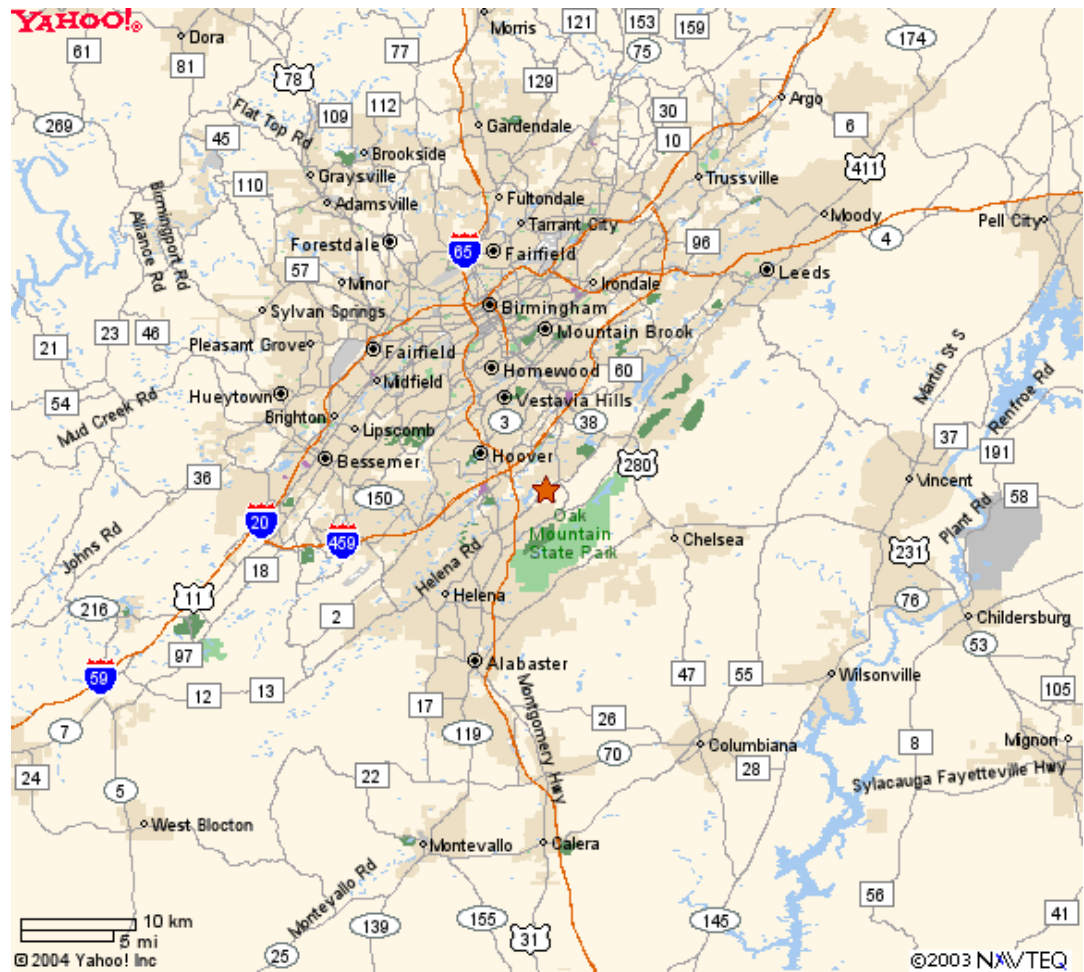 YAHOO!®
Morris
121
153
159
61
Dora
77
75
174
81
78
129
Argo
112
30
Flat Top Rd
109
Gardendale
6
269
45
10
Brookside
411
110
Graysville
Trussville
Fultondale
Adamsville
Birmingport Rd
Alliance Rd
Tarrant City
Moody
Pell City
Forestdale
65
Fairfield
96
4
57
Minor
Irondale
Leeds
Birmingham
Sylvan Springs
23
46
Mountain Brook
21
Pleasant Grove
Fairfield
60
Homewood
Midfield
Martin St S
Hueytown
Vestavia Hills
Renfroe Rd
54
Mud Creek Rd
Brighton
3
38
Lipscomb
37
Hoover
191
Bessemer
280
36
Vincent
150
58
20
Oak
Mountain
State Park
Plant Rd
459
Chelsea
Johns Rd
231
Helena Rd
18
11
Helena
76
216
2
Childersburg
97
53
Alabaster
59
47
55
Wilsonville
12
13
Montgomery Hwy
105
17
26
7
119
70
Columbiana
8
Mignon
24
22
28
Sylacauga Fayetteville Hwy
5
West Blocton
Montevallo
Calera
Montevallo Rd
56
10 km
5 mi
139
155
145
41
31
25
© 2004 Yahoo! Inc
©2003 NAVTEQ